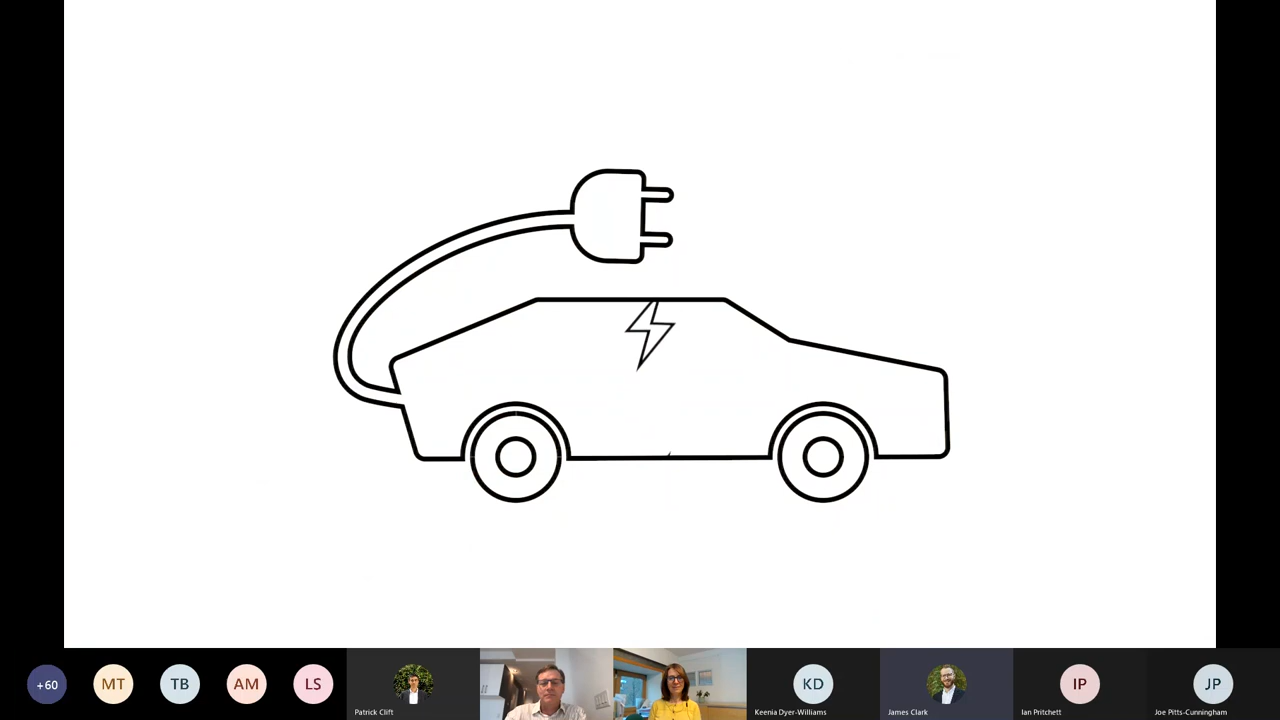 +60
MT
TB
AM
LS
Patrick Clift
KD
Keenia Dyer-Williams
James Clark
IP
Ian Pritchett
JP
Joe Pitts-Cunningham